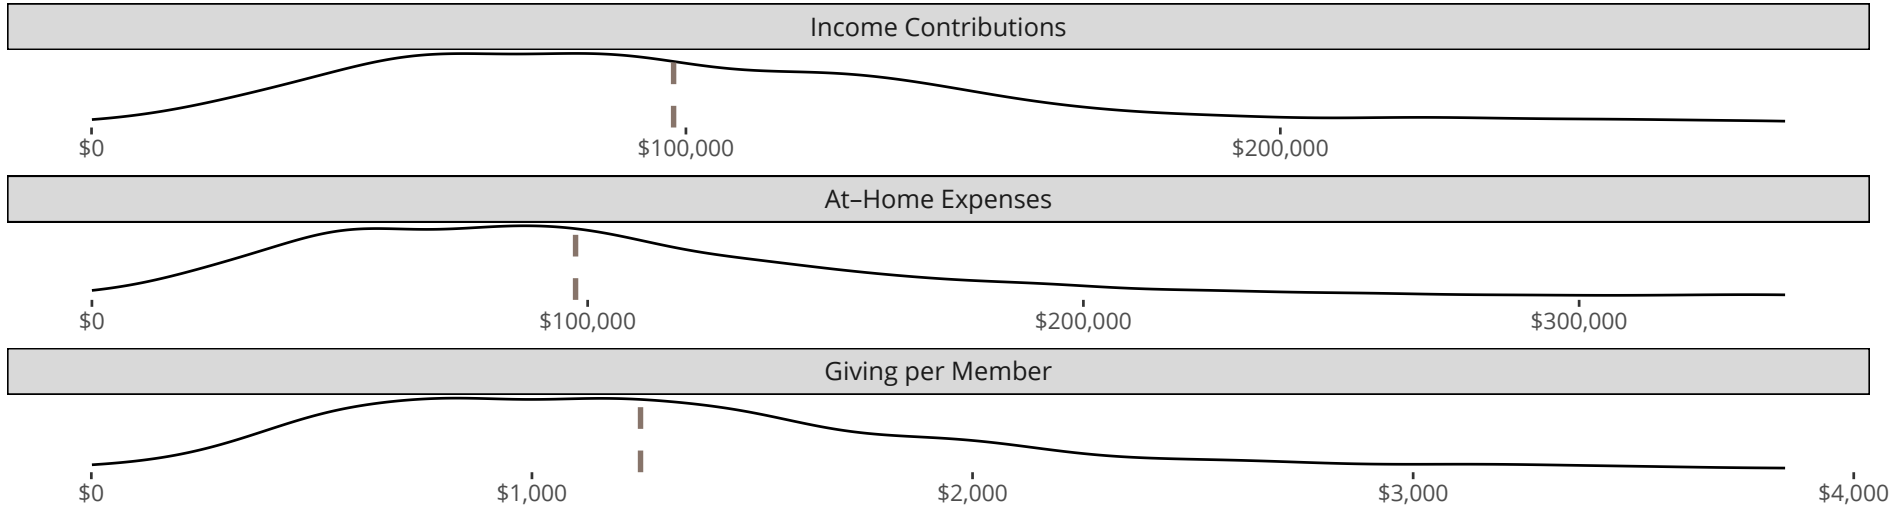 Income Contributions
$0 $100,000 $200,000
At–Home Expenses
$0 $100,000 $200,000 $300,000
Giving per Member
$0 $1,000 $2,000 $3,000 $4,000